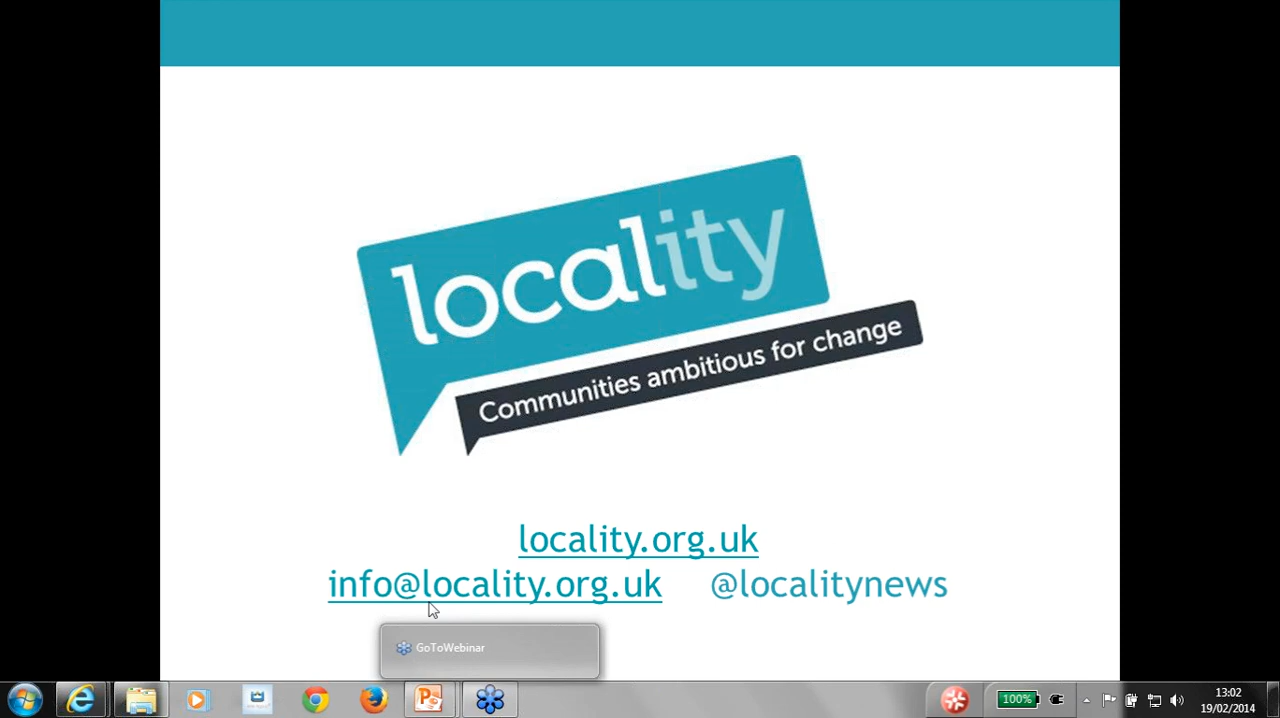 locality
Communities ambitious for change
locality.org.uk
info@locality.org.uk @localitynews
GoToWebinar
100%
13:02
19/02/2014